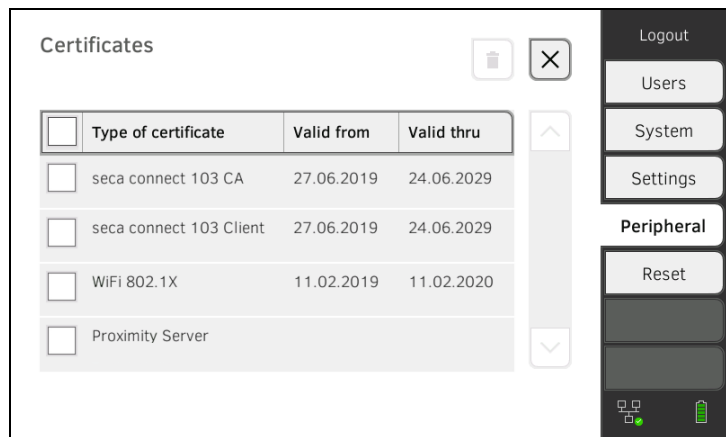 Certificates
Type of certificate Valid from Valid thru
seca connect 103 CA 27.06.2019 24.06.2029
seca connect 103 Client 27.06.2019 24.06.2029
WiFi 802.1X 11.02.2019 11.02.2020
Proximity Server
Logout
Users
System
Settings
Peripheral
Reset